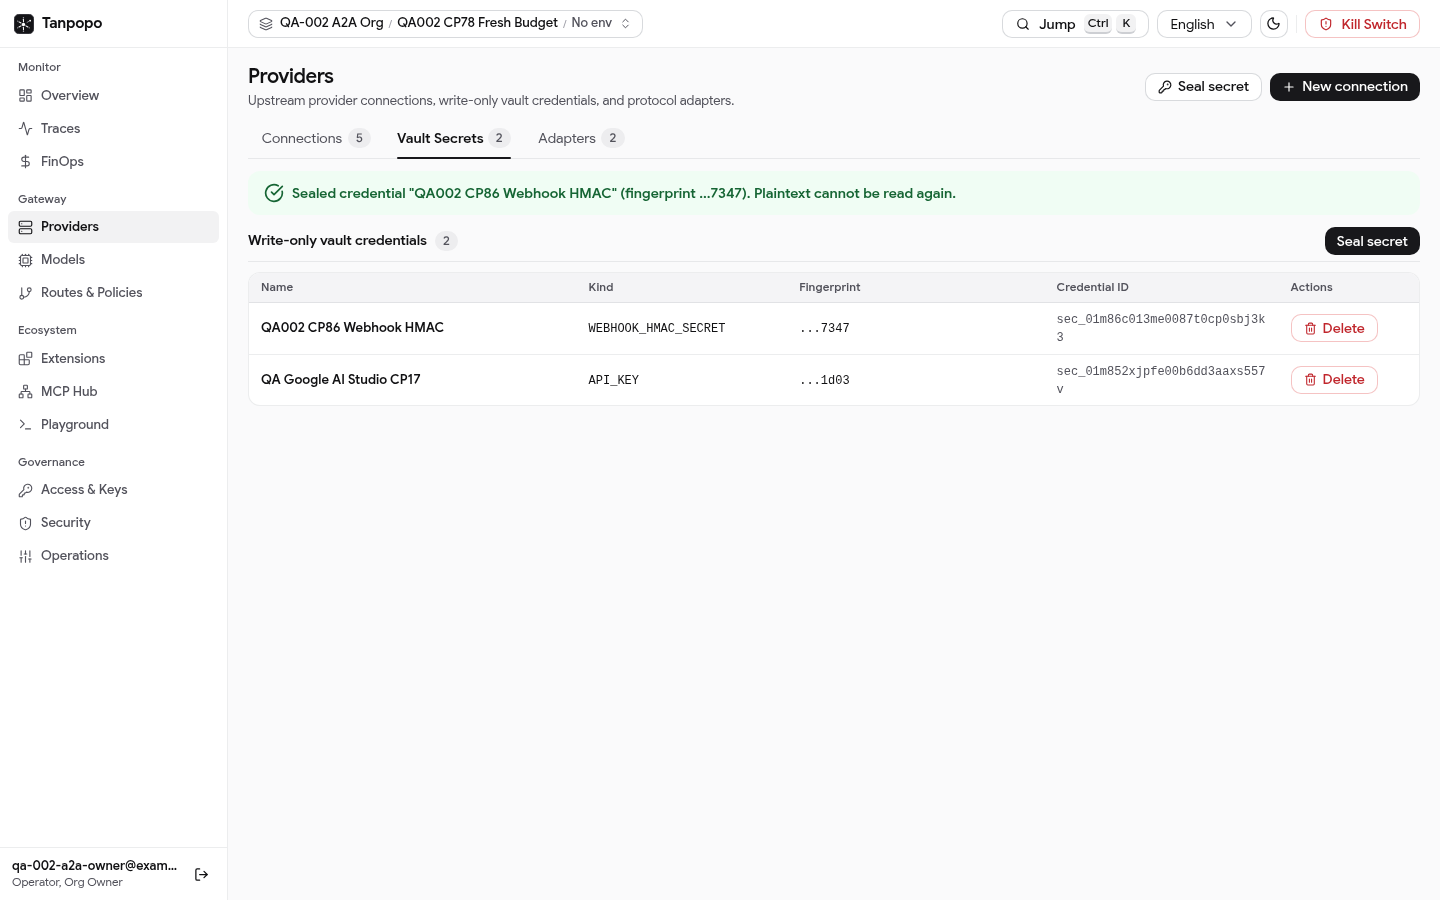 Tanpopo
QA-002 A2A Org / QA002 CP78 Fresh Budget / No env
Jump Ctrl K
English
Kill Switch
Monitor
Overview
Traces
FinOps
Gateway
Providers
Models
Routes & Policies
Ecosystem
Extensions
MCP Hub
Playground
Governance
Access & Keys
Security
Operations
qa-002-a2a-owner@exam...
Operator, Org Owner
Providers
Upstream provider connections, write-only vault credentials, and protocol adapters.
Seal secret
New connection
Connections 5
Vault Secrets 2
Adapters 2
Sealed credential "QA002 CP86 Webhook HMAC" (fingerprint ...7347). Plaintext cannot be read again.
Write-only vault credentials 2
Seal secret
Name Kind Fingerprint Credential ID Actions
QA002 CP86 Webhook HMAC WEBHOOK_HMAC_SECRET ...7347 sec_01m86c013me0087t0cp0sbj3k
3
Delete
QA Google AI Studio CP17 API_KEY ...1d03 sec_01m852xjpfe00b6dd3aaxs557
v
Delete